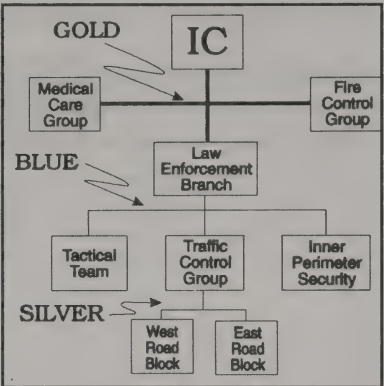 GOLD
IC
Medical
Care
Group
Fire
Control
Group
Law
Enforcement
Branch
BLUE
Tactical
Team
Traffic
Control
Group
Inner
Perimeter
Security
SILVER
West
Road
Block
East
Road
Block